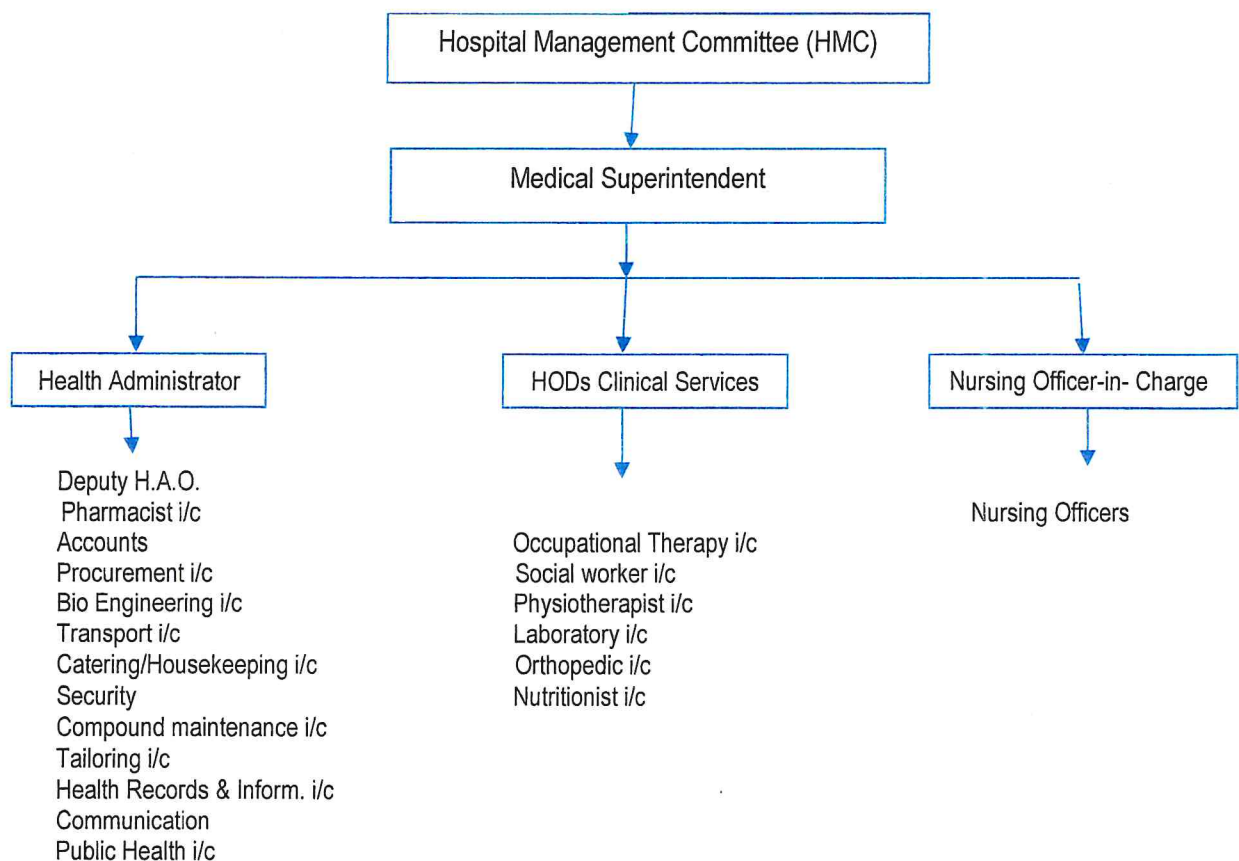 Hospital Management Committee (HMC)
Medical Superintendent
Health Administrator
HODs Clinical Services
Nursing Officer-in- Charge
Deputy H.A.O.
Pharmacist i/c
Accounts
Procurement i/c
Bio Engineering i/c
Transport i/c
Catering/Housekeeping i/c
Security
Compound maintenance i/c
Tailoring i/c
Health Records & Inform. i/c
Communication
Public Health i/c
Occupational Therapy i/c
Social worker i/c
Physiotherapist i/c
Laboratory i/c
Orthopedic i/c
Nutritionist i/c
Nursing Officers